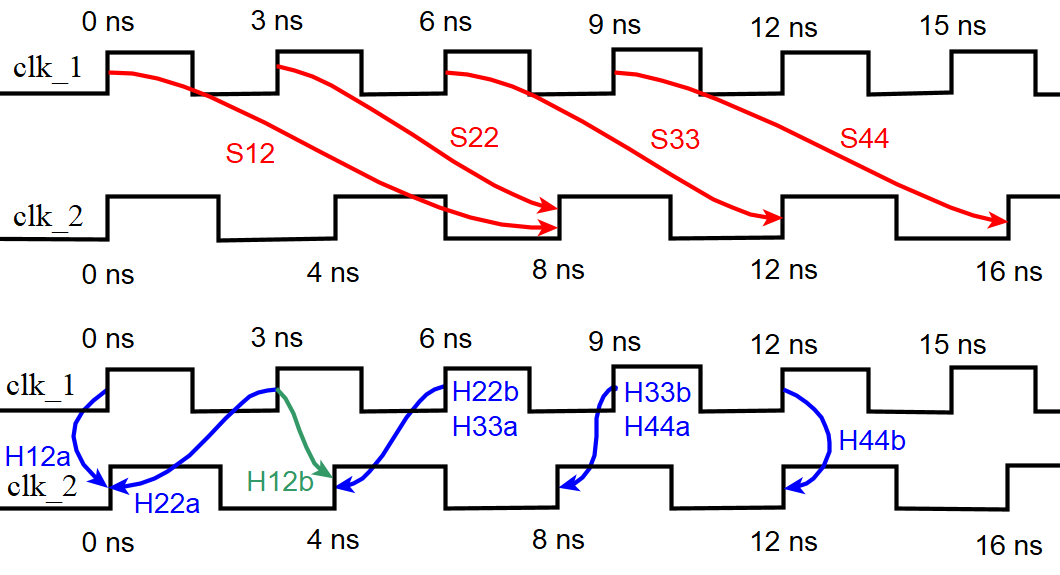 0 ns 3 ns 6 ns 9 ns 12 ns 15 ns
clk_1
S12 S22 S33 S44
clk_2
0 ns 4 ns 8 ns 12 ns 16 ns
0 ns 3 ns 6 ns 9 ns 12 ns 15 ns
clk_1 H22b H33b
H33a H44a
H44b
H12a
clk_2 H12b
H22a
0 ns 4 ns 8 ns 12 ns 16 ns